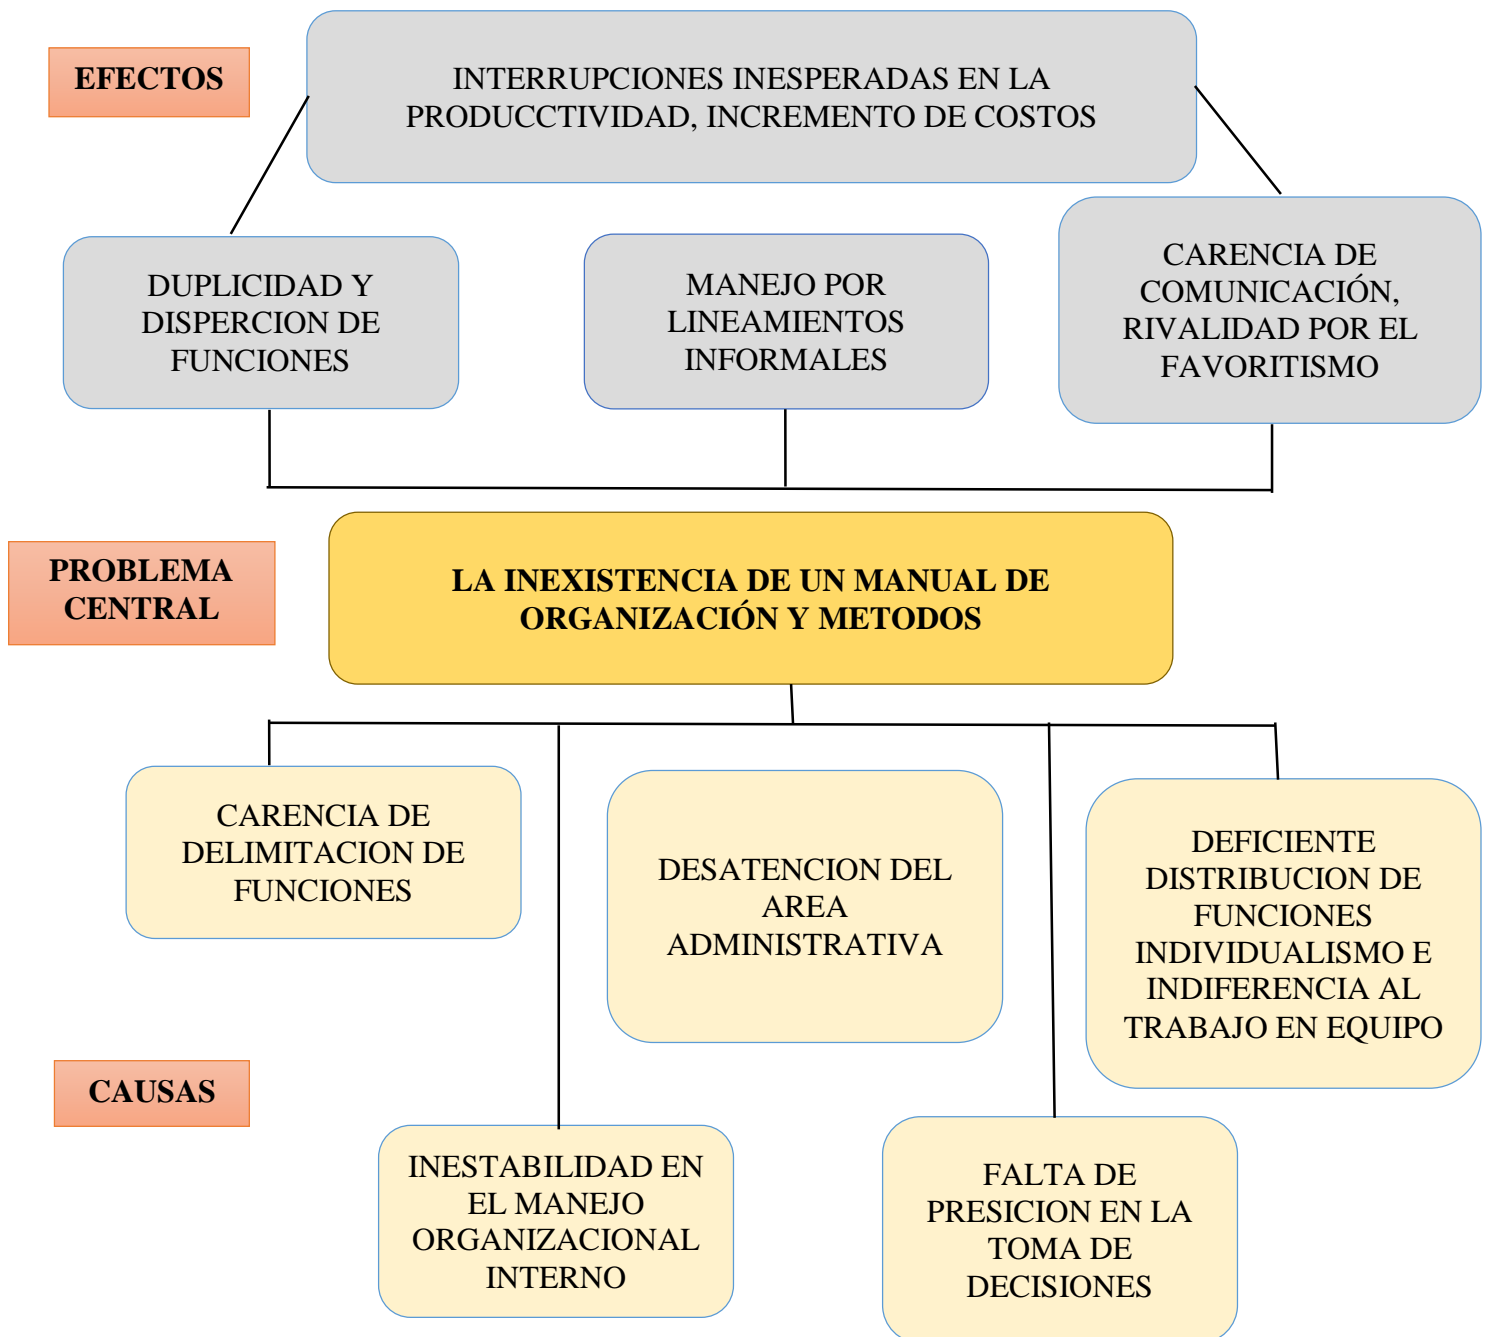 EFECTOS
INTERRUPCIONES INESPERADAS EN LA
PRODUCCTIVIDAD, INCREMENTO DE COSTOS
DUPLICIDAD Y
DISPERCION DE
FUNCIONES
MANEJO POR
LINEAMIENTOS
INFORMALES
CARENCIA DE
COMUNICACIÓN,
RIVALIDAD POR EL
FAVORITISMO
PROBLEMA
CENTRAL
LA INEXISTENCIA DE UN MANUAL DE
ORGANIZACIÓN Y METODOS
CARENCIA DE
DELIMITACION DE
FUNCIONES
DESATENCION DEL
AREA
ADMINISTRATIVA
DEFICIENTE
DISTRIBUCION DE
FUNCIONES
INDIVIDUALISMO E
INDIFERENCIA AL
TRABAJO EN EQUIPO
CAUSAS
INESTABILIDAD EN
EL MANEJO
ORGANIZACIONAL
INTERNO
FALTA DE
PRESICION EN LA
TOMA DE
DECISIONES